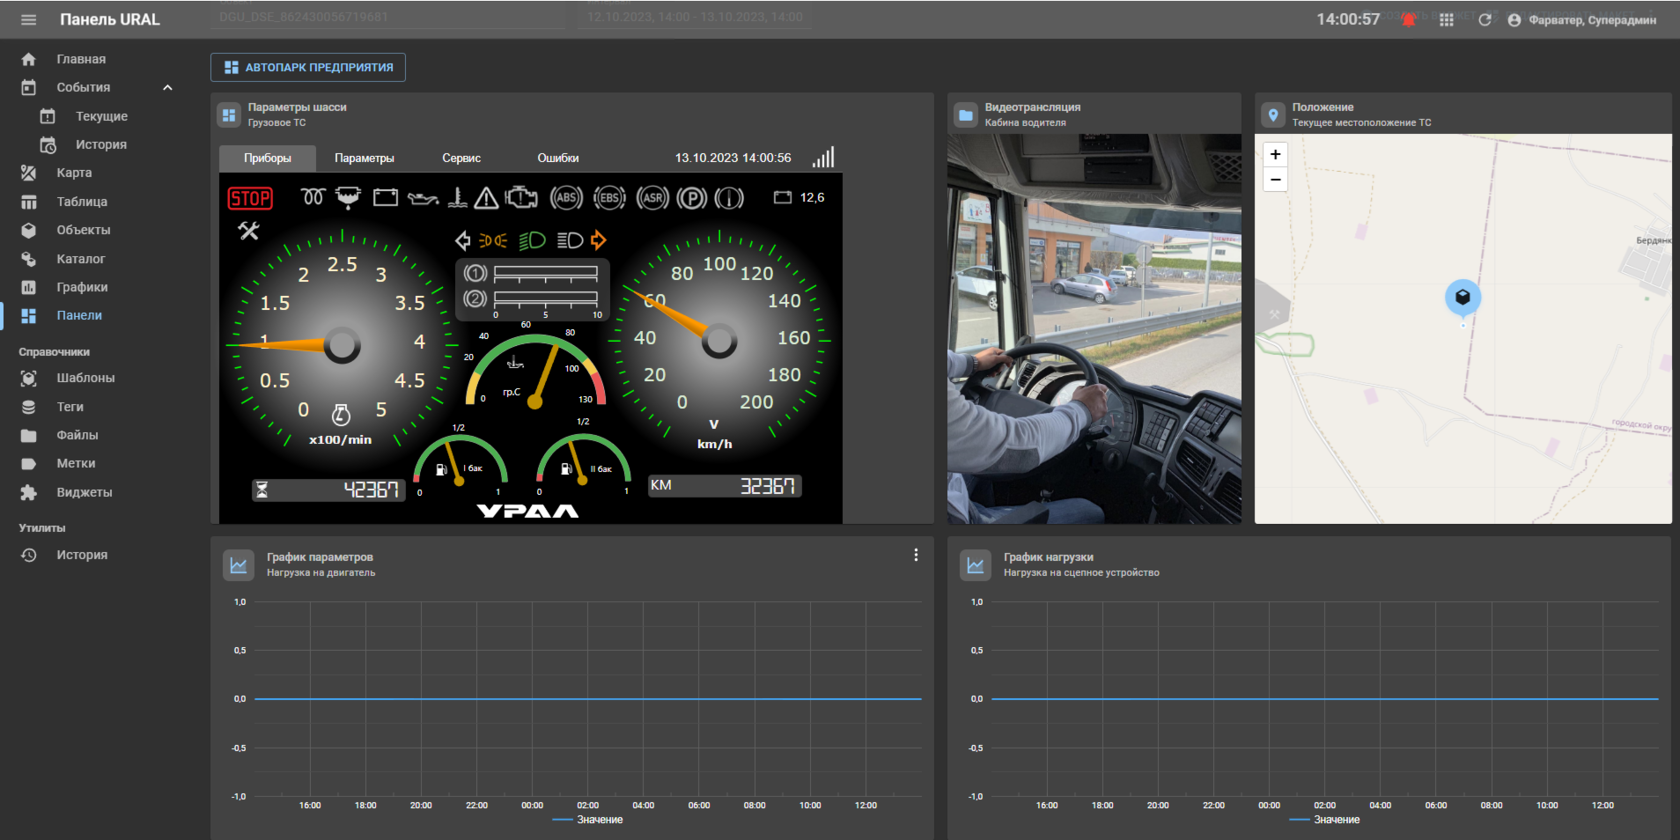 Панель URAL
DGU_DSE_862430056719681
12.10.2023, 14:00 - 13.10.2023, 14:00
14:00:57
Фарватер, Суперадмин
Главная
События
Текущие
История
Карта
Таблица
Объекты
Каталог
Графики
Панели
Справочники
Шаблоны
Теги
Файлы
Метки
Виджеты
Утилиты
История
АВТОПАРК ПРЕДПРИЯТИЯ
Параметры шасси
Грузовое ТС
Приборы Параметры Сервис Ошибки 13.10.2023 14:00:56
STOP ABS EBS ASR P 12,6
0 0.5 1 1.5 2 2.5 3 3.5 4 4.5 5
x100/min
42367
1
2
0 5 10
0 20 40 60 80 100 130
гр.С
0 1/2 1
I бак
0 1/2 1
II бак
УРАЛ
0 20 40 60 80 100 120 140 160 180 200
V
km/h
KM 32367
Видеотрансляция
Кабина водителя
Положение
Текущее местоположение ТС
+
−
Бердянк
городской окру
График параметров
Нагрузка на двигатель
1,0
0,5
0,0
-0,5
-1,0
16:00 18:00 20:00 22:00 00:00 02:00 04:00 06:00 08:00 10:00 12:00
Значение
График нагрузки
Нагрузка на сцепное устройство
1,0
0,5
0,0
-0,5
-1,0
16:00 18:00 20:00 22:00 00:00 02:00 04:00 06:00 08:00 10:00 12:00
Значение